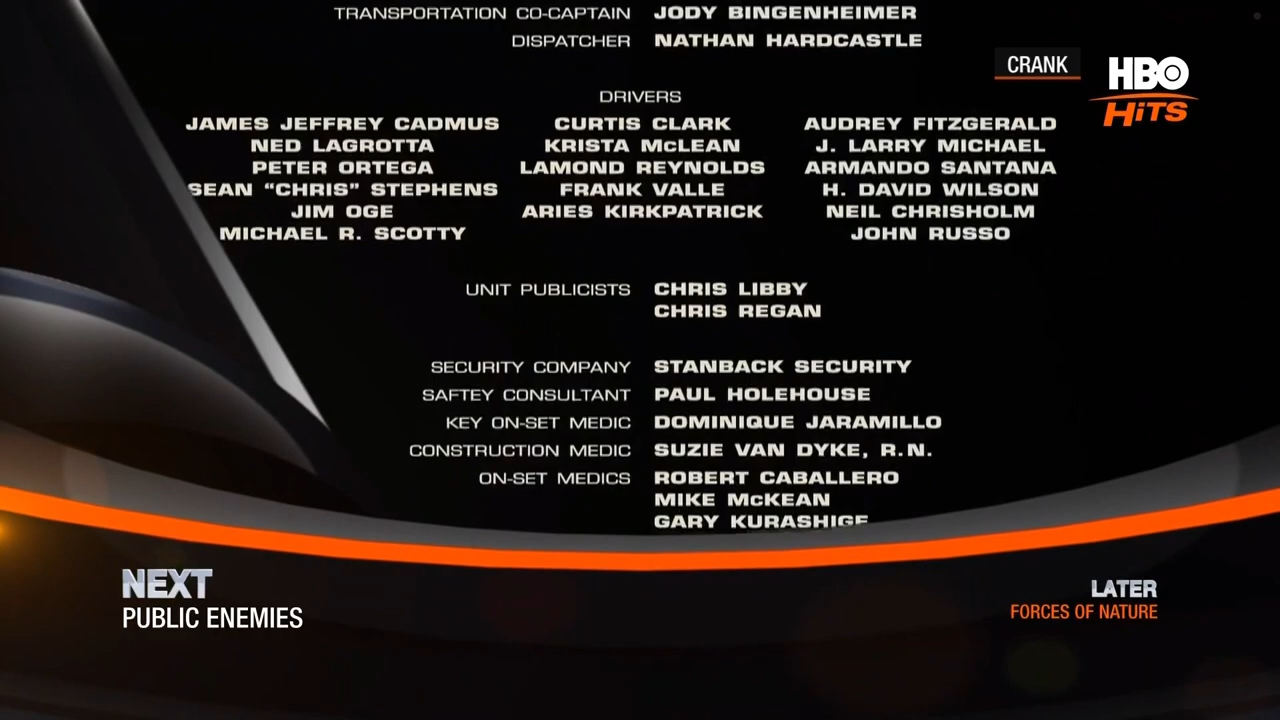 TRANSPORTATION CO-CAPTAIN JODY BINGENHEIMER
DISPATCHER NATHAN HARDCASTLE
CRANK
HBO
HiTS
DRIVERS
JAMES JEFFREY CADMUS CURTIS CLARK AUDREY FITZGERALD
NED LAGROTTA KRISTA McLEAN J. LARRY MICHAEL
PETER ORTEGA LAMOND REYNOLDS ARMANDO SANTANA
SEAN “CHRIS” STEPHENS FRANK VALLE H. DAVID WILSON
JIM OGE ARIES KIRKPATRICK NEIL CHRISHOLM
MICHAEL R. SCOTTY JOHN RUSSO
UNIT PUBLICISTS CHRIS LIBBY
CHRIS REGAN
SECURITY COMPANY STANBACK SECURITY
SAFTEY CONSULTANT PAUL HOLEHOUSE
KEY ON-SET MEDIC DOMINIQUE JARAMILLO
CONSTRUCTION MEDIC SUZIE VAN DYKE, R.N.
ON-SET MEDICS ROBERT CABALLERO
MIKE McKEAN
GARY KURASHIGE
NEXT
PUBLIC ENEMIES
LATER
FORCES OF NATURE